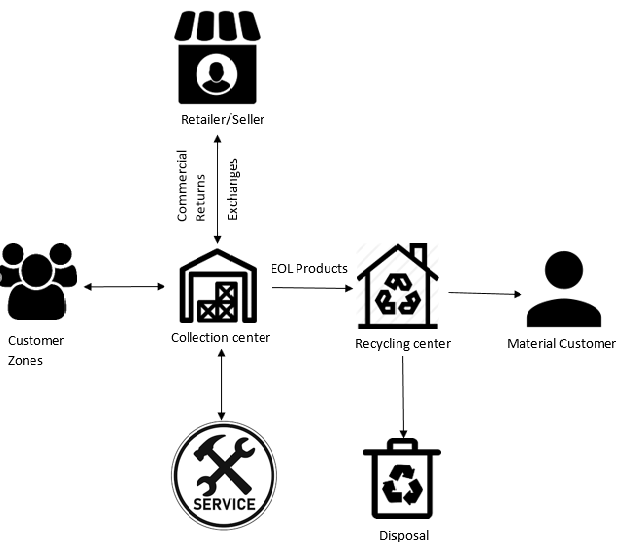 Retailer/Seller
Commercial
Returns
Exchanges
EOL Products
Customer
Zones
Collection center
Recycling center
Material Customer
SERVICE
Disposal